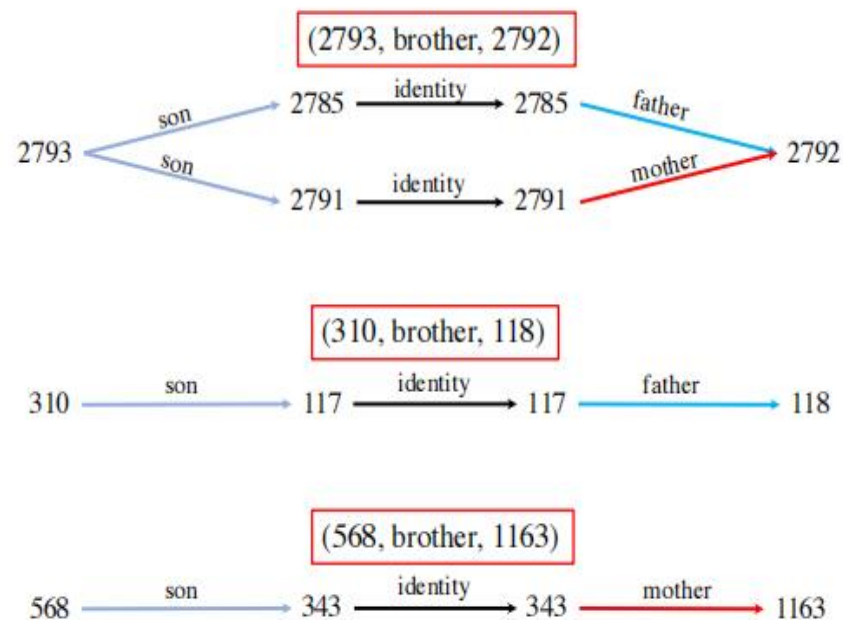 (2793, brother, 2792)
2785 identity 2785
son father
2793 2792
son mother
2791 identity 2791
(310, brother, 118)
son identity father
310 117 117 118
(568, brother, 1163)
son identity mother
568 343 343 1163